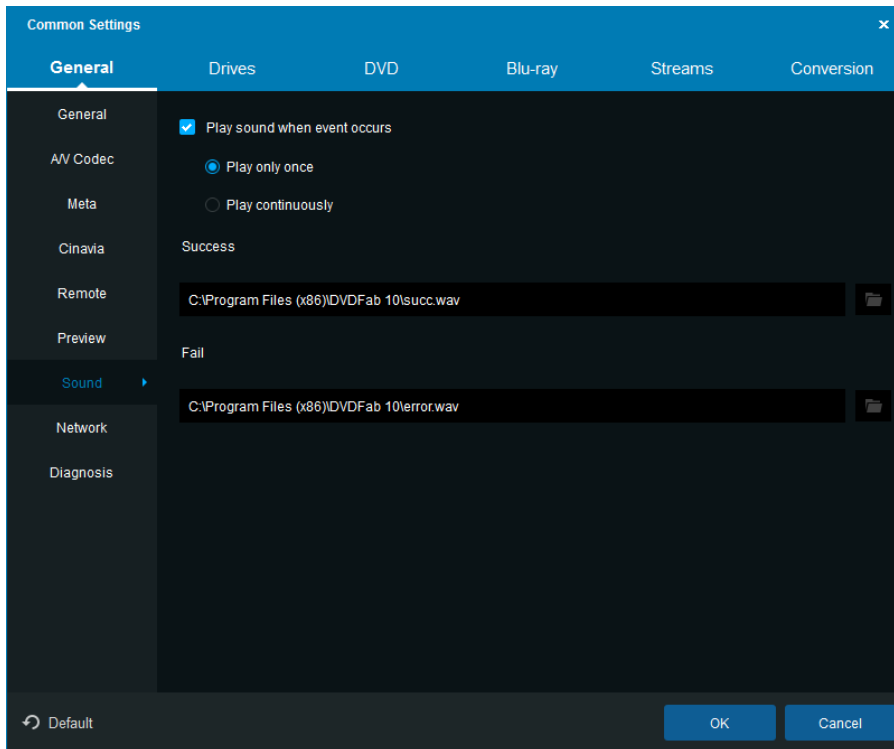 Common Settings
General Drives DVD Blu-ray Streams Conversion
General
A/V Codec
Meta
Cinavia
Remote
Preview
Sound
Network
Diagnosis
Play sound when event occurs
Play only once
Play continuously
Success
C:\Program Files (x86)\DVDFab 10\succ.wav
Fail
C:\Program Files (x86)\DVDFab 10\error.wav
Default
OK Cancel